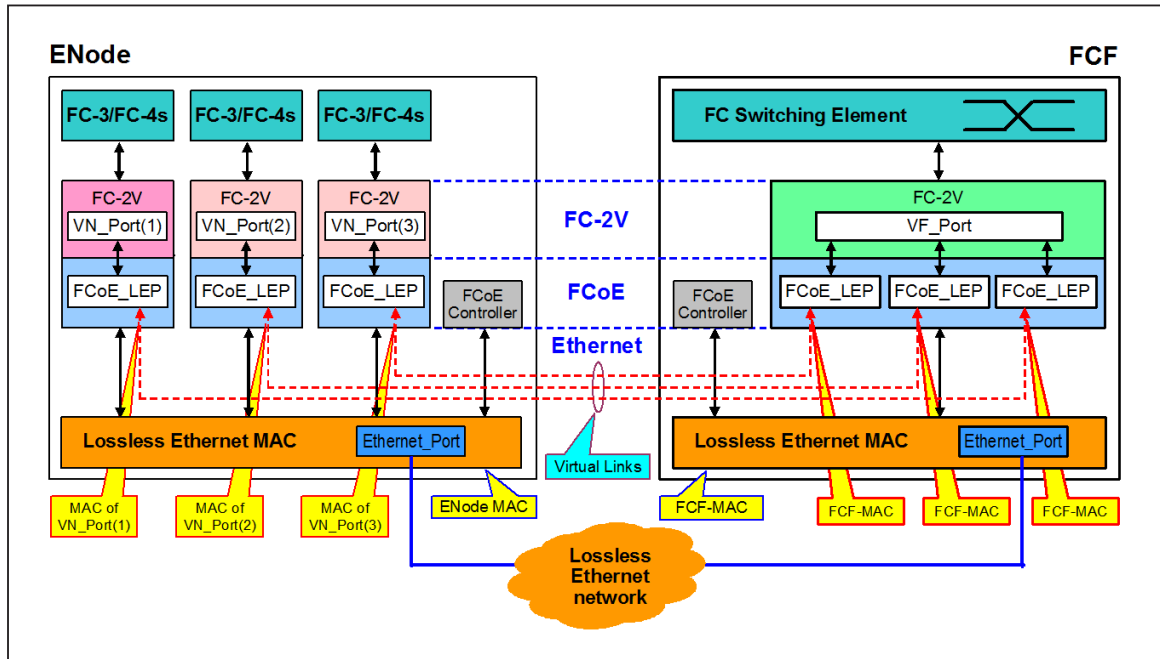 ENode
FCF
FC-3/FC-4s
FC-3/FC-4s
FC-3/FC-4s
FC Switching Element
FC-2V
VN_Port(1)
FC-2V
VN_Port(2)
FC-2V
VN_Port(3)
FC-2V
FC-2V
VF_Port
FCoE_LEP
FCoE_LEP
FCoE_LEP
FCoE
Controller
FCoE
FCoE
Controller
FCoE_LEP
FCoE_LEP
FCoE_LEP
Ethernet
Lossless Ethernet MAC
Ethernet_Port
Virtual Links
Lossless Ethernet MAC
Ethernet_Port
MAC of
VN_Port(1)
MAC of
VN_Port(2)
MAC of
VN_Port(3)
ENode MAC
FCF-MAC
FCF-MAC
FCF-MAC
FCF-MAC
Lossless
Ethernet
network